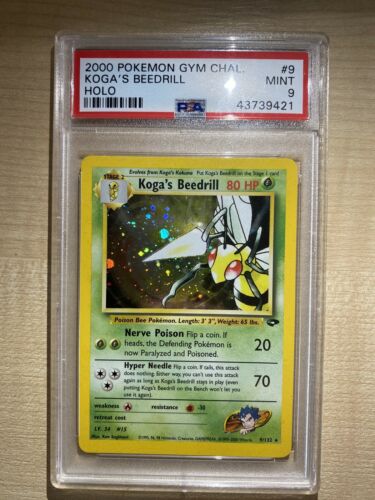 2000 POKEMON GYM CHAL. #9
KOGA'S BEEDRILL MINT
HOLO 9
PSA 43739421
STAGE 2
Evolves from Koga's Kakuna Put Koga's Beedrill on the Stage 1 card
Koga's Beedrill 80 HP
Poison Bee Pokémon. Length: 3' 3", Weight: 65 lbs.
Nerve Poison Flip a coin. If
heads, the Defending Pokémon is
now Paralyzed and Poisoned.
20
Hyper Needle Flip a coin. If tails, this attack
does nothing. Either way, you can't use this attack
again as long as Koga's Beedrill stays in play (even
putting Koga's Beedrill on the Bench won't let you
use it again).
70
weakness resistance -30
retreat cost
LV. 34 #15
9/132